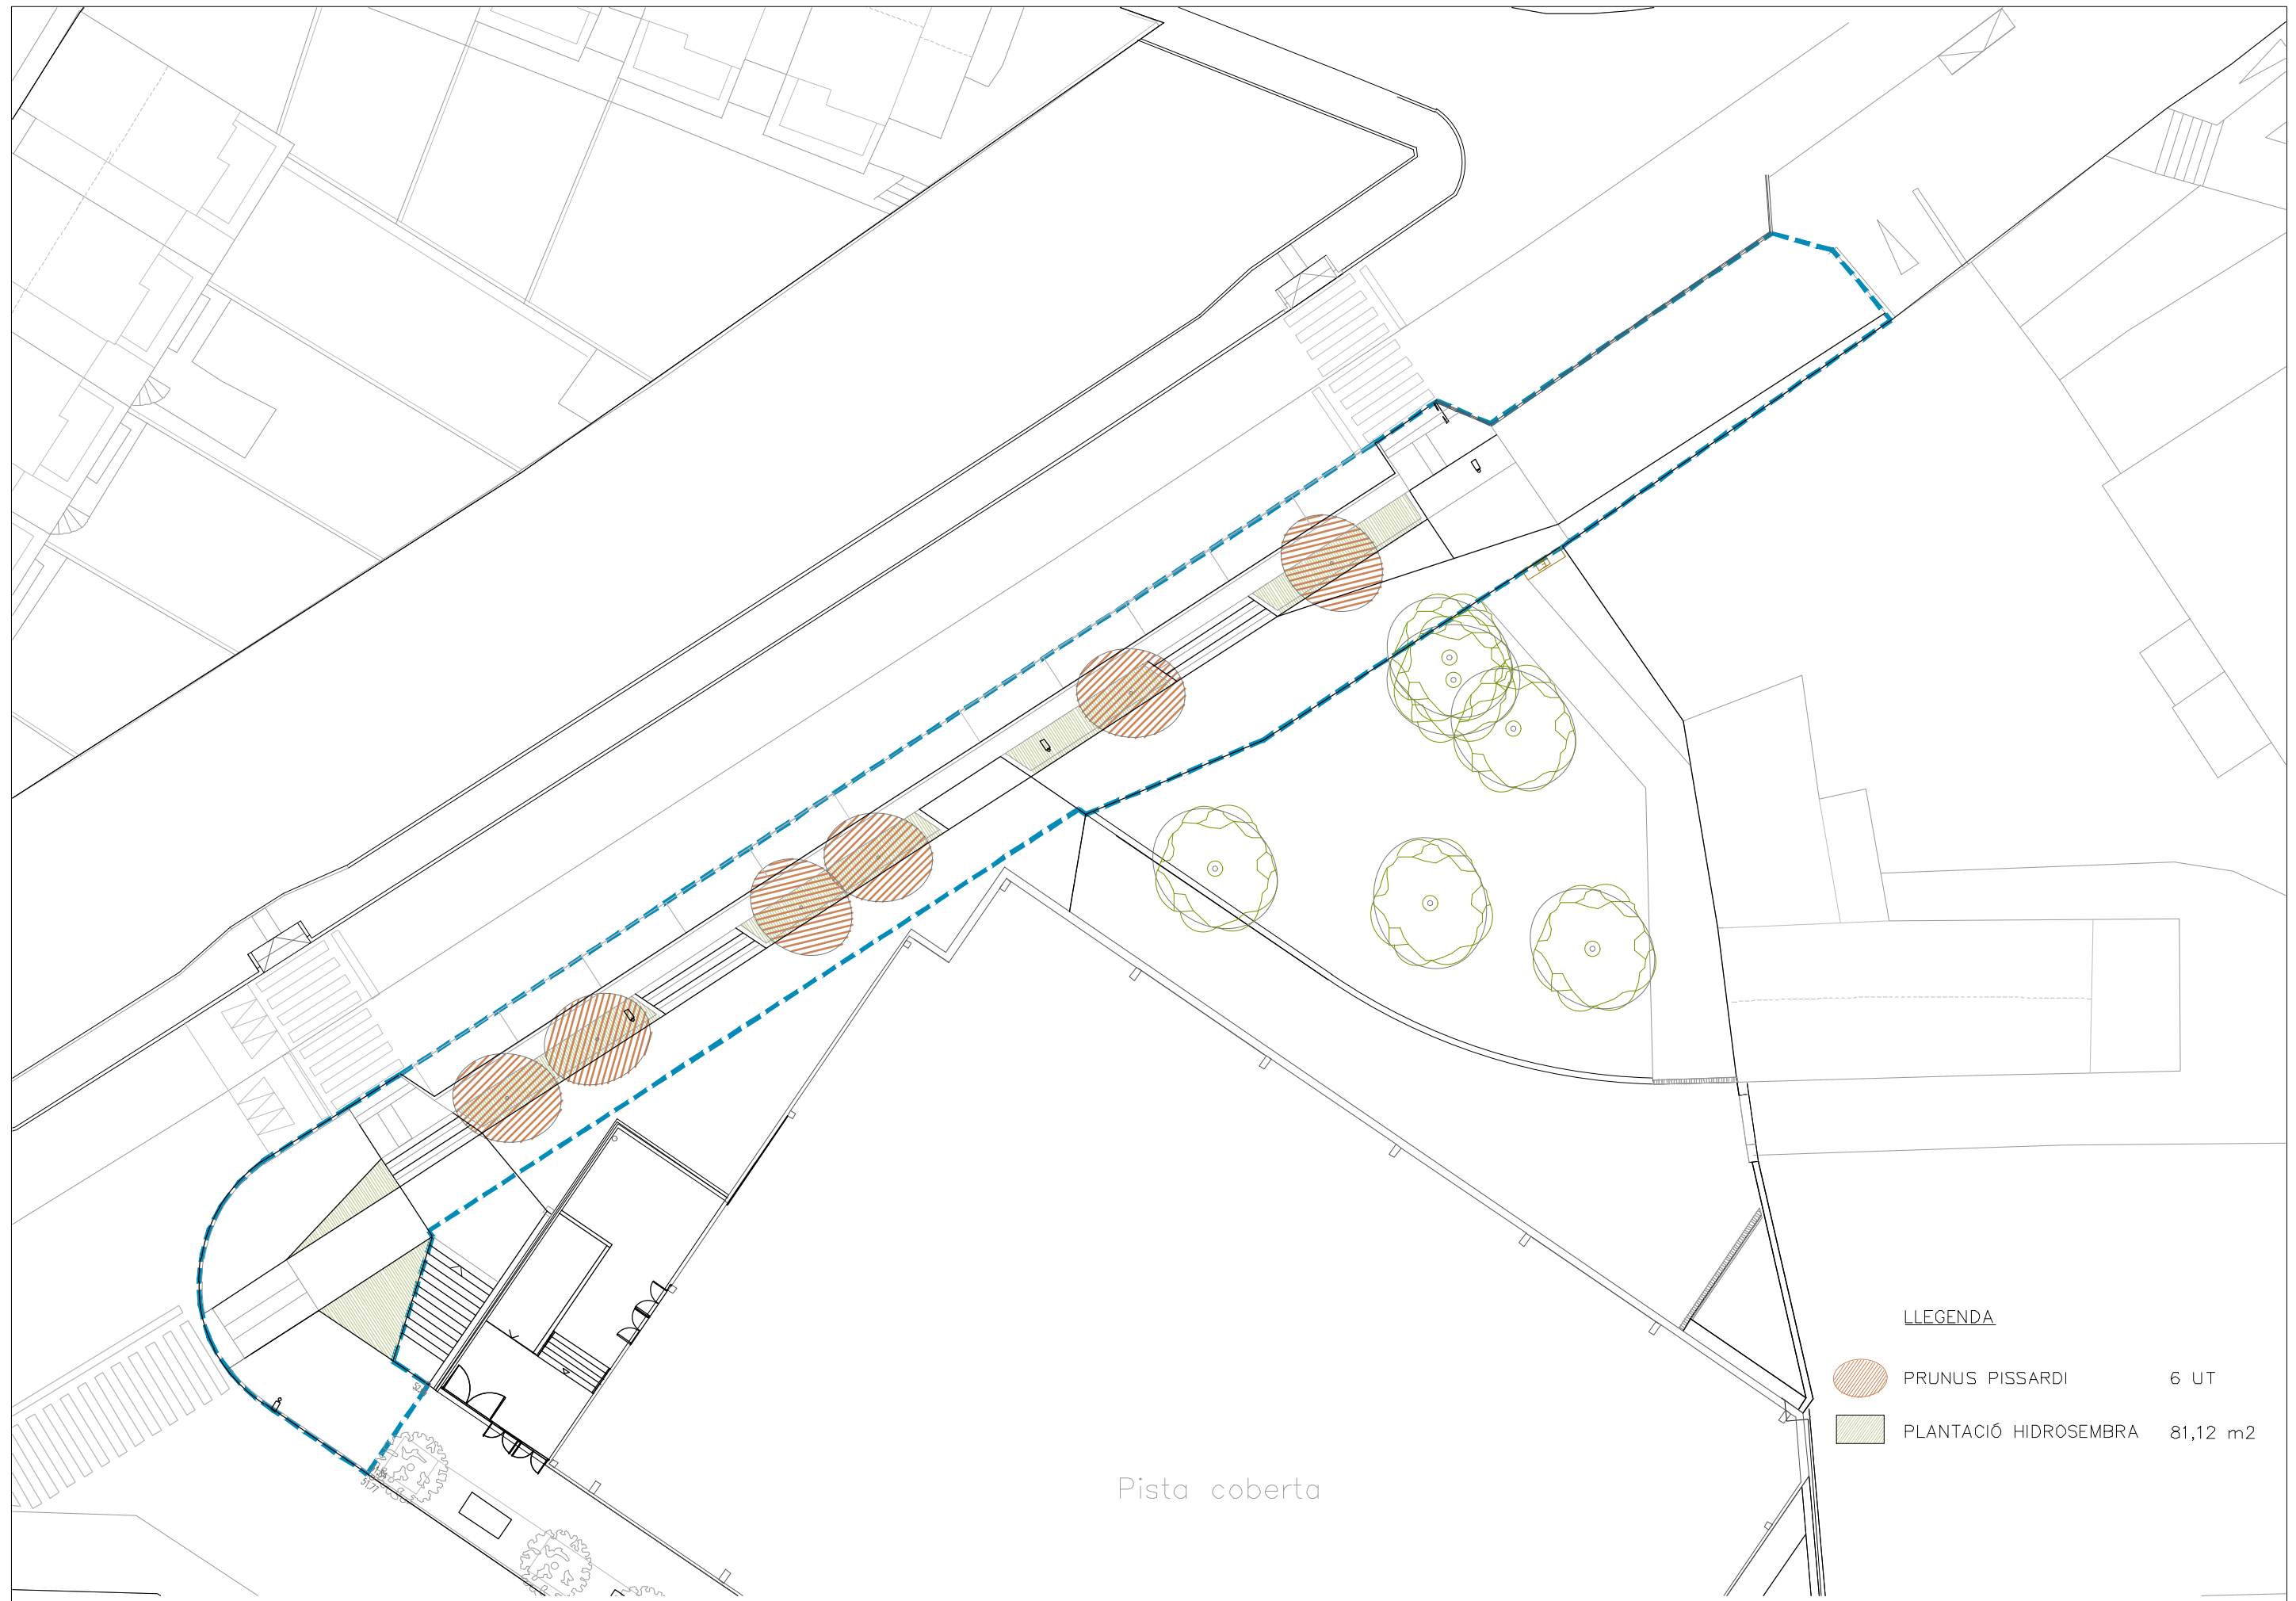 LLEGENDA
PRUNUS PISSARDI 6 UT
PLANTACIÓ HIDROSEMBRA 81,12 m2
Pista coberta